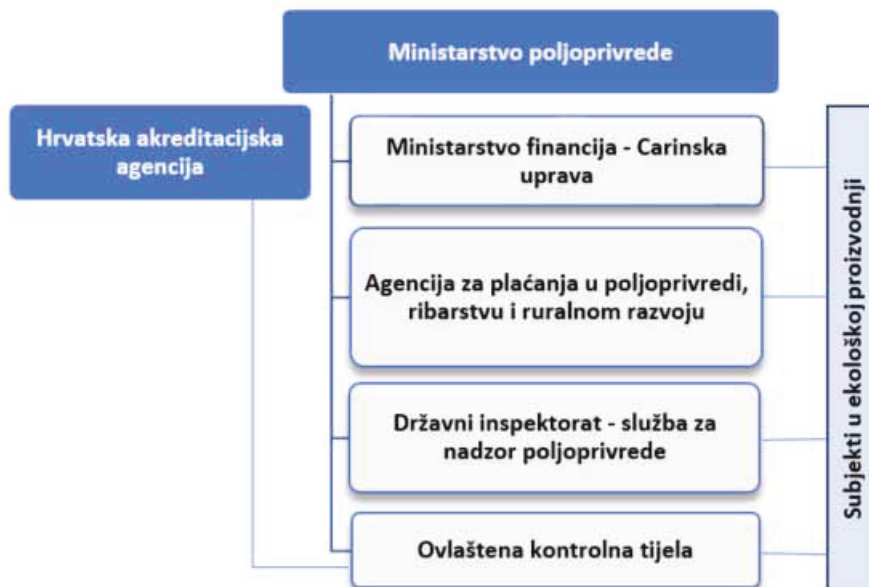 Ministarstvo poljoprivrede
Hrvatska akreditacijska
agencija
Ministarstvo financija - Carinska
uprava
Agencija za plaćanja u poljoprivredi,
ribarstvu i ruralnom razvoju
Državni inspektorat - služba za
nadzor poljoprivrede
Ovlaštena kontrolna tijela
Subjekti u ekološkoj proizvodnji